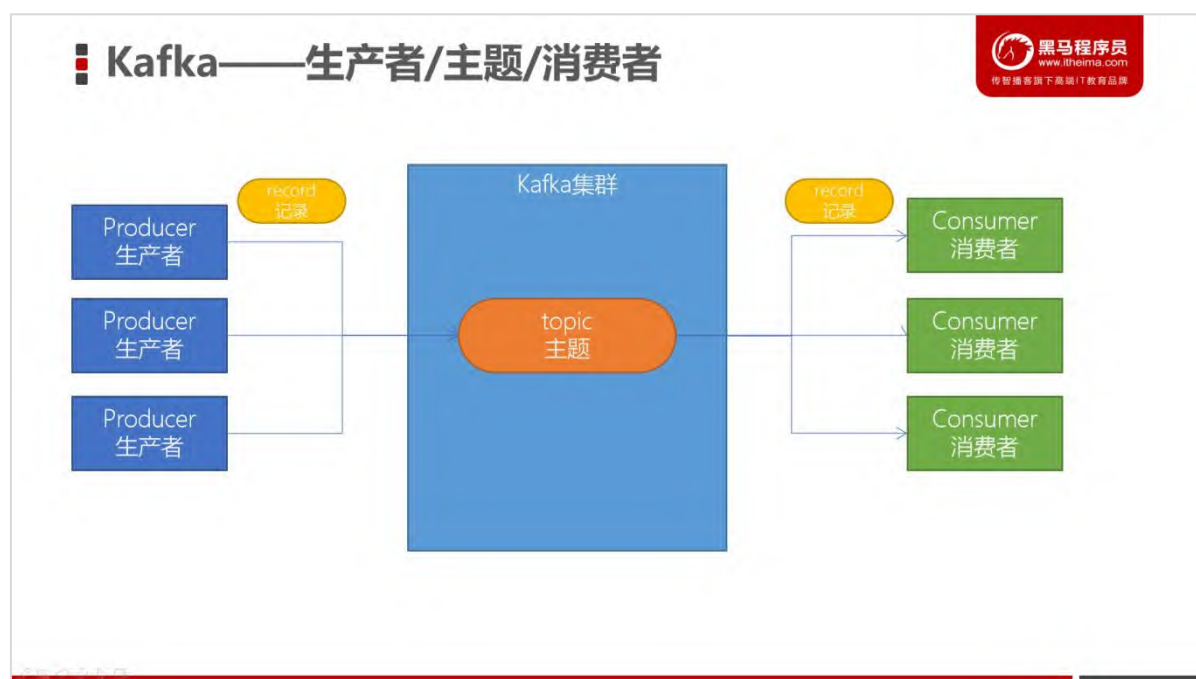 Kafka——生产者/主题/消费者
黑马程序员
www.itheima.com
传智播客旗下高端IT教育品牌
record
记录
Kafka集群
record
记录
Producer
生产者
Consumer
消费者
Producer
生产者
topic
主题
Consumer
消费者
Producer
生产者
Consumer
消费者